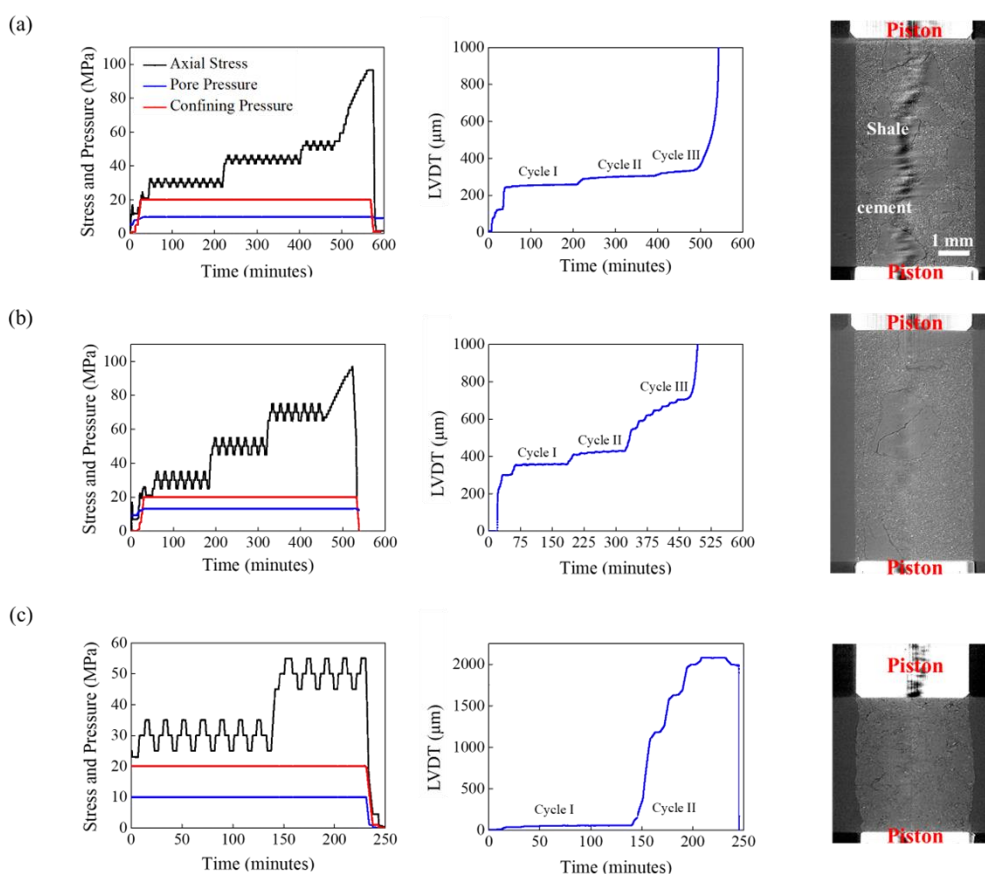 (a)
Stress and Pressure (MPa)
100
80
60
40
20
0
Axial Stress
Pore Pressure
Confining Pressure
0 100 200 300 400 500 600
Time (minutes)
LVDT (μm)
1000
800
600
400
200
0
Cycle I
Cycle II
Cycle III
0 100 200 300 400 500 600
Time (minutes)
Piston
Shale
cement
1 mm
Piston
(b)
Stress and Pressure (MPa)
100
80
60
40
20
0
0 100 200 300 400 500 600
Time (minutes)
LVDT (μm)
1000
800
600
400
200
0
Cycle I
Cycle II
Cycle III
0 75 150 225 300 375 450 525 600
Time (minutes)
Piston
Piston
(c)
Stress and Pressure (MPa)
60
50
40
30
20
10
0
0 50 100 150 200 250
Time (minutes)
LVDT (μm)
2000
1500
1000
500
0
Cycle I
Cycle II
0 50 100 150 200 250
Time (minutes)
Piston
Piston